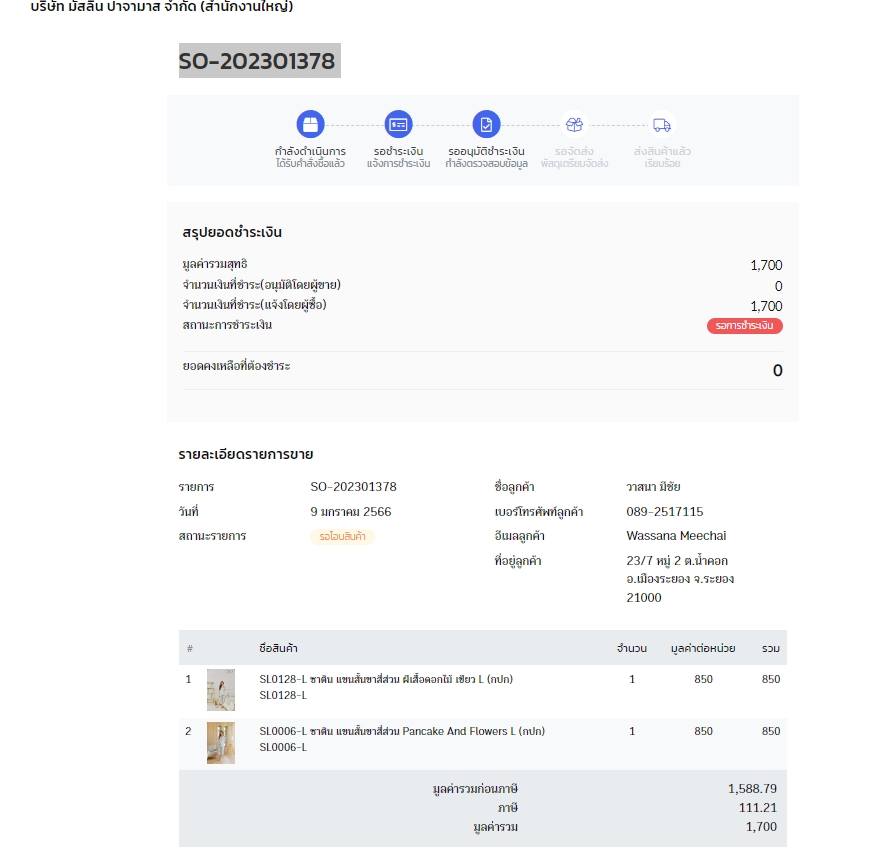 บริษัท มัสลิน ปาจามาส จำกัด (สำนักงานใหญ่)
SO-202301378
กำลังดำเนินการ
ได้รับคำสั่งซื้อแล้ว
รอชำระเงิน
แจ้งการชำระเงิน
รออนุมัติชำระเงิน
กำลังตรวจสอบข้อมูล
รอจัดส่ง
พัสดุเตรียมจัดส่ง
ส่งสินค้าแล้ว
เรียบร้อย
สรุปยอดชำระเงิน
มูลค่ารวมสุทธิ 1,700
จำนวนเงินที่ชำระ(อนุมัติโดยผู้ขาย) 0
จำนวนเงินที่ชำระ(แจ้งโดยผู้ซื้อ) 1,700
สถานะการชำระเงิน รอการชำระเงิน
ยอดคงเหลือที่ต้องชำระ 0
รายละเอียดรายการขาย
รายการ SO-202301378
วันที่ 9 มกราคม 2566
สถานะรายการ รอโอนสินค้า
ชื่อลูกค้า วาสนา มีชัย
เบอร์โทรศัพท์ลูกค้า 089-2517115
อีเมลลูกค้า Wassana Meechai
ที่อยู่ลูกค้า 23/7 หมู่ 2 ต.น้ำคอก
อ.เมืองระยอง จ.ระยอง
21000
# ชื่อสินค้า จำนวน มูลค่าต่อหน่วย รวม
1 SL0128-L ซาติน แขนสั้นขาสี่ส่วน ผีเสื้อดอกไม้ เขียว L (กปก) 1 850 850
SL0128-L
2 SL0006-L ซาติน แขนสั้นขาสี่ส่วน Pancake And Flowers L (กปก) 1 850 850
SL0006-L
มูลค่ารวมก่อนภาษี 1,588.79
ภาษี 111.21
มูลค่ารวม 1,700